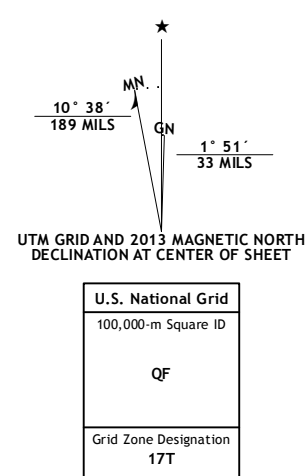 ★
MN
10° 38´
189 MILS
GN
1° 51´
33 MILS
UTM GRID AND 2013 MAGNETIC NORTH
DECLINATION AT CENTER OF SHEET
U.S. National Grid
100,000-m Square ID
QF
Grid Zone Designation
17T